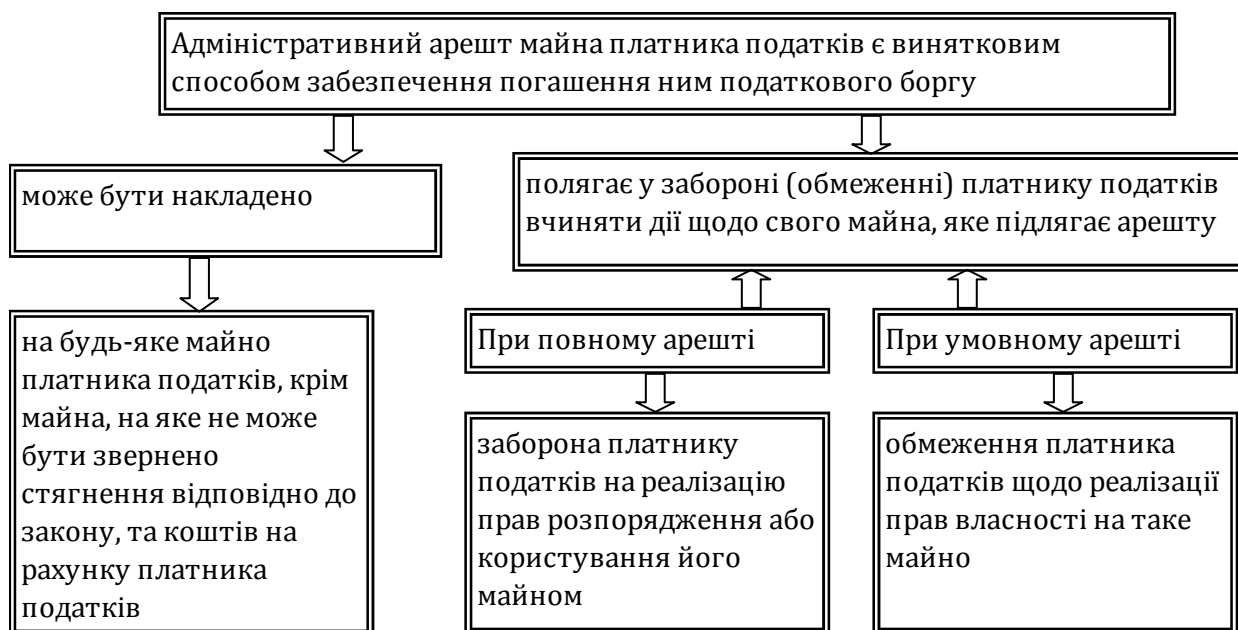 Адміністративний арешт майна платника податків є винятковим
способом забезпечення погашення ним податкового боргу
може бути накладено
полягає у забороні (обмеженні) платнику податків
вчиняти дії щодо свого майна, яке підлягає арешту
на будь-яке майно
платника податків, крім
майна, на яке не може
бути звернено
стягнення відповідно до
закону, та коштів на
рахунку платника
податків
При повному арешті
При умовному арешті
заборона платнику
податків на реалізацію
прав розпорядження або
користування його
майном
обмеження платника
податків щодо реалізації
прав власності на таке
майно